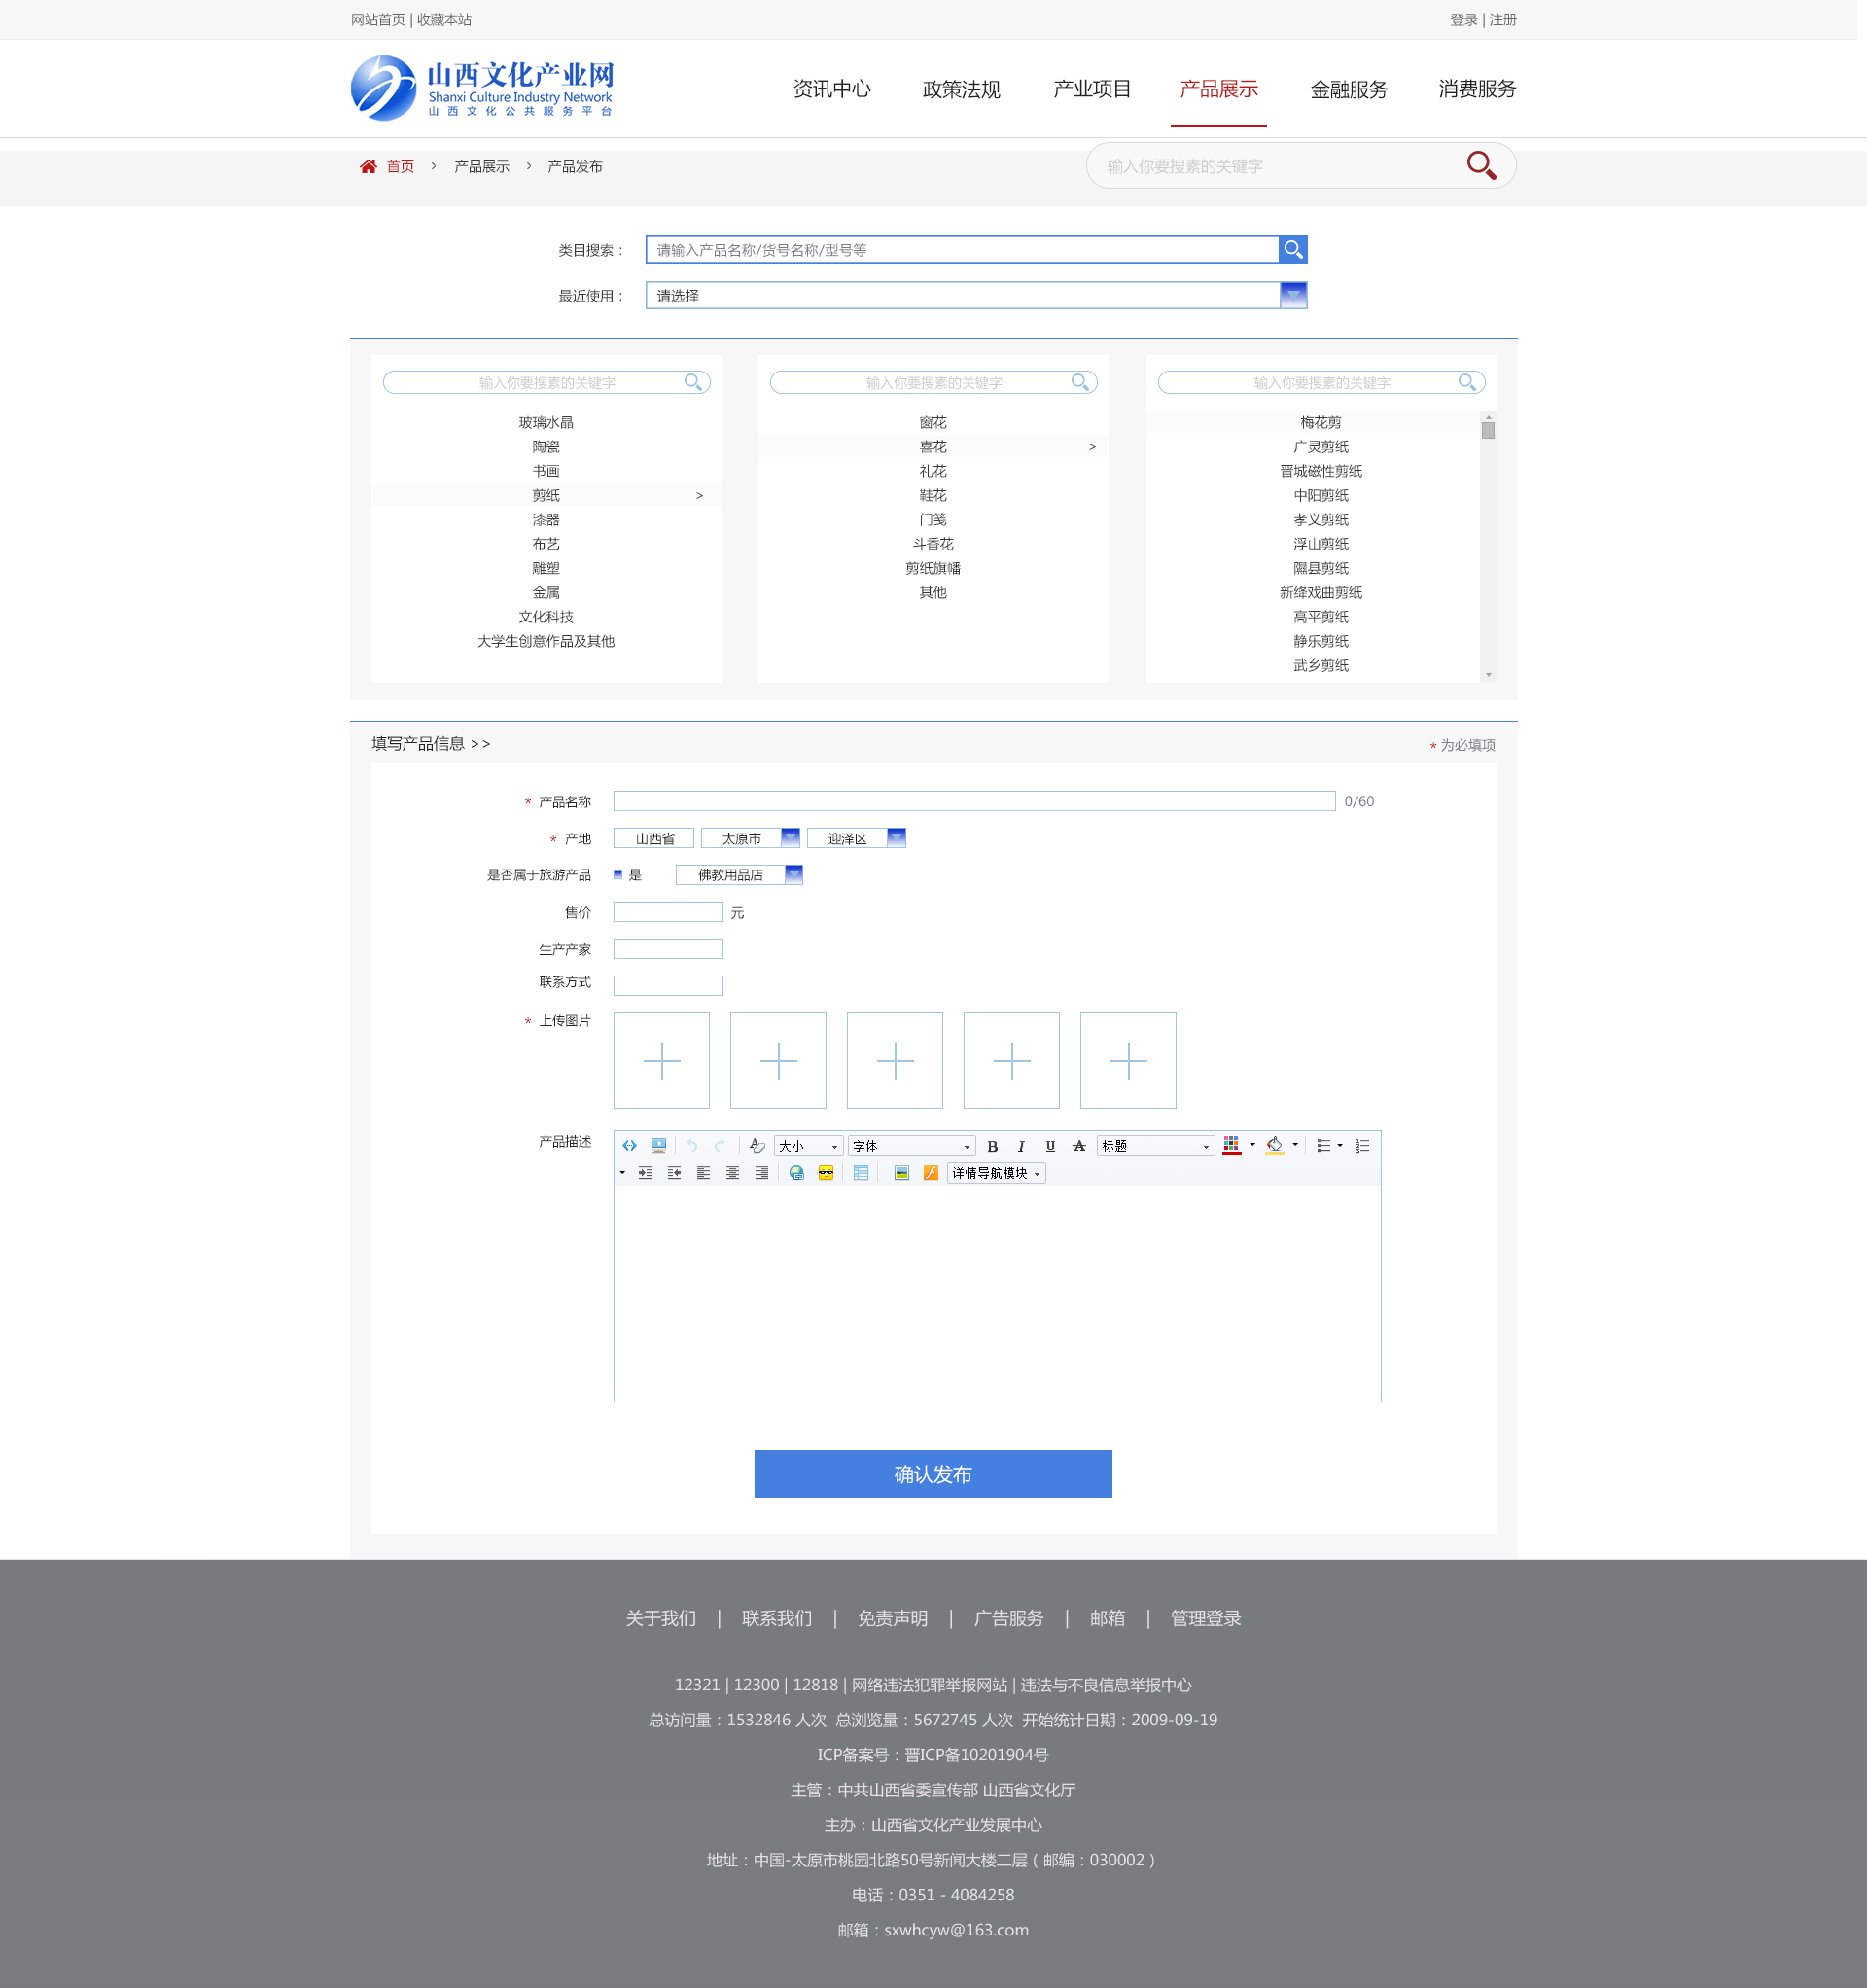 网站首页 | 收藏本站
登录 | 注册
山西文化产业网
Shanxi Culture Industry Network
山西文化公共服务平台
资讯中心 政策法规 产业项目 产品展示 金融服务 消费服务
首页 › 产品展示 › 产品发布
输入你要搜素的关键字
类目搜索：
请输入产品名称/货号名称/型号等
最近使用：
请选择
输入你要搜素的关键字
玻璃水晶
陶瓷
书画
剪纸 >
漆器
布艺
雕塑
金属
文化科技
大学生创意作品及其他
输入你要搜素的关键字
窗花
喜花 >
礼花
鞋花
门笺
斗香花
剪纸旗幡
其他
输入你要搜素的关键字
梅花剪
广灵剪纸
晋城磁性剪纸
中阳剪纸
孝义剪纸
浮山剪纸
隰县剪纸
新绛戏曲剪纸
高平剪纸
静乐剪纸
武乡剪纸
填写产品信息 >>
* 为必填项
* 产品名称 0/60
* 产地 山西省 太原市 迎泽区
是否属于旅游产品 是 佛教用品店
售价 元
生产产家
联系方式
* 上传图片
产品描述
大小 字体 B I U A 标题
详情导航模块
确认发布
关于我们 | 联系我们 | 免责声明 | 广告服务 | 邮箱 | 管理登录
12321 | 12300 | 12818 | 网络违法犯罪举报网站 | 违法与不良信息举报中心
总访问量：1532846 人次 总浏览量：5672745 人次 开始统计日期：2009-09-19
ICP备案号：晋ICP备10201904号
主管：中共山西省委宣传部 山西省文化厅
主办：山西省文化产业发展中心
地址：中国-太原市桃园北路50号新闻大楼二层（邮编：030002）
电话：0351 - 4084258
邮箱：sxwhcyw@163.com